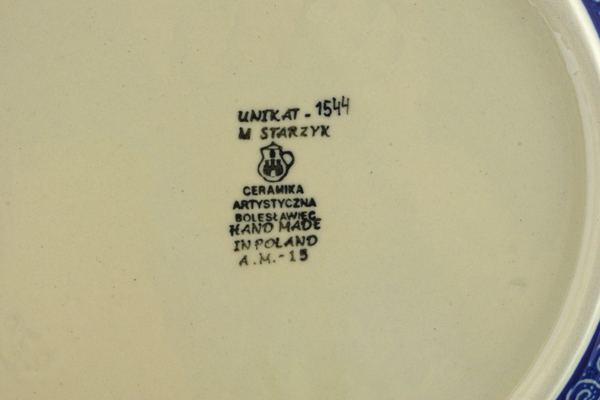 UNIKAT - 1544
M STARZYK
CERAMIKA
ARTYSTYCZNA
BOLESŁAWIEC
HAND MADE
IN POLAND
A.M.-15